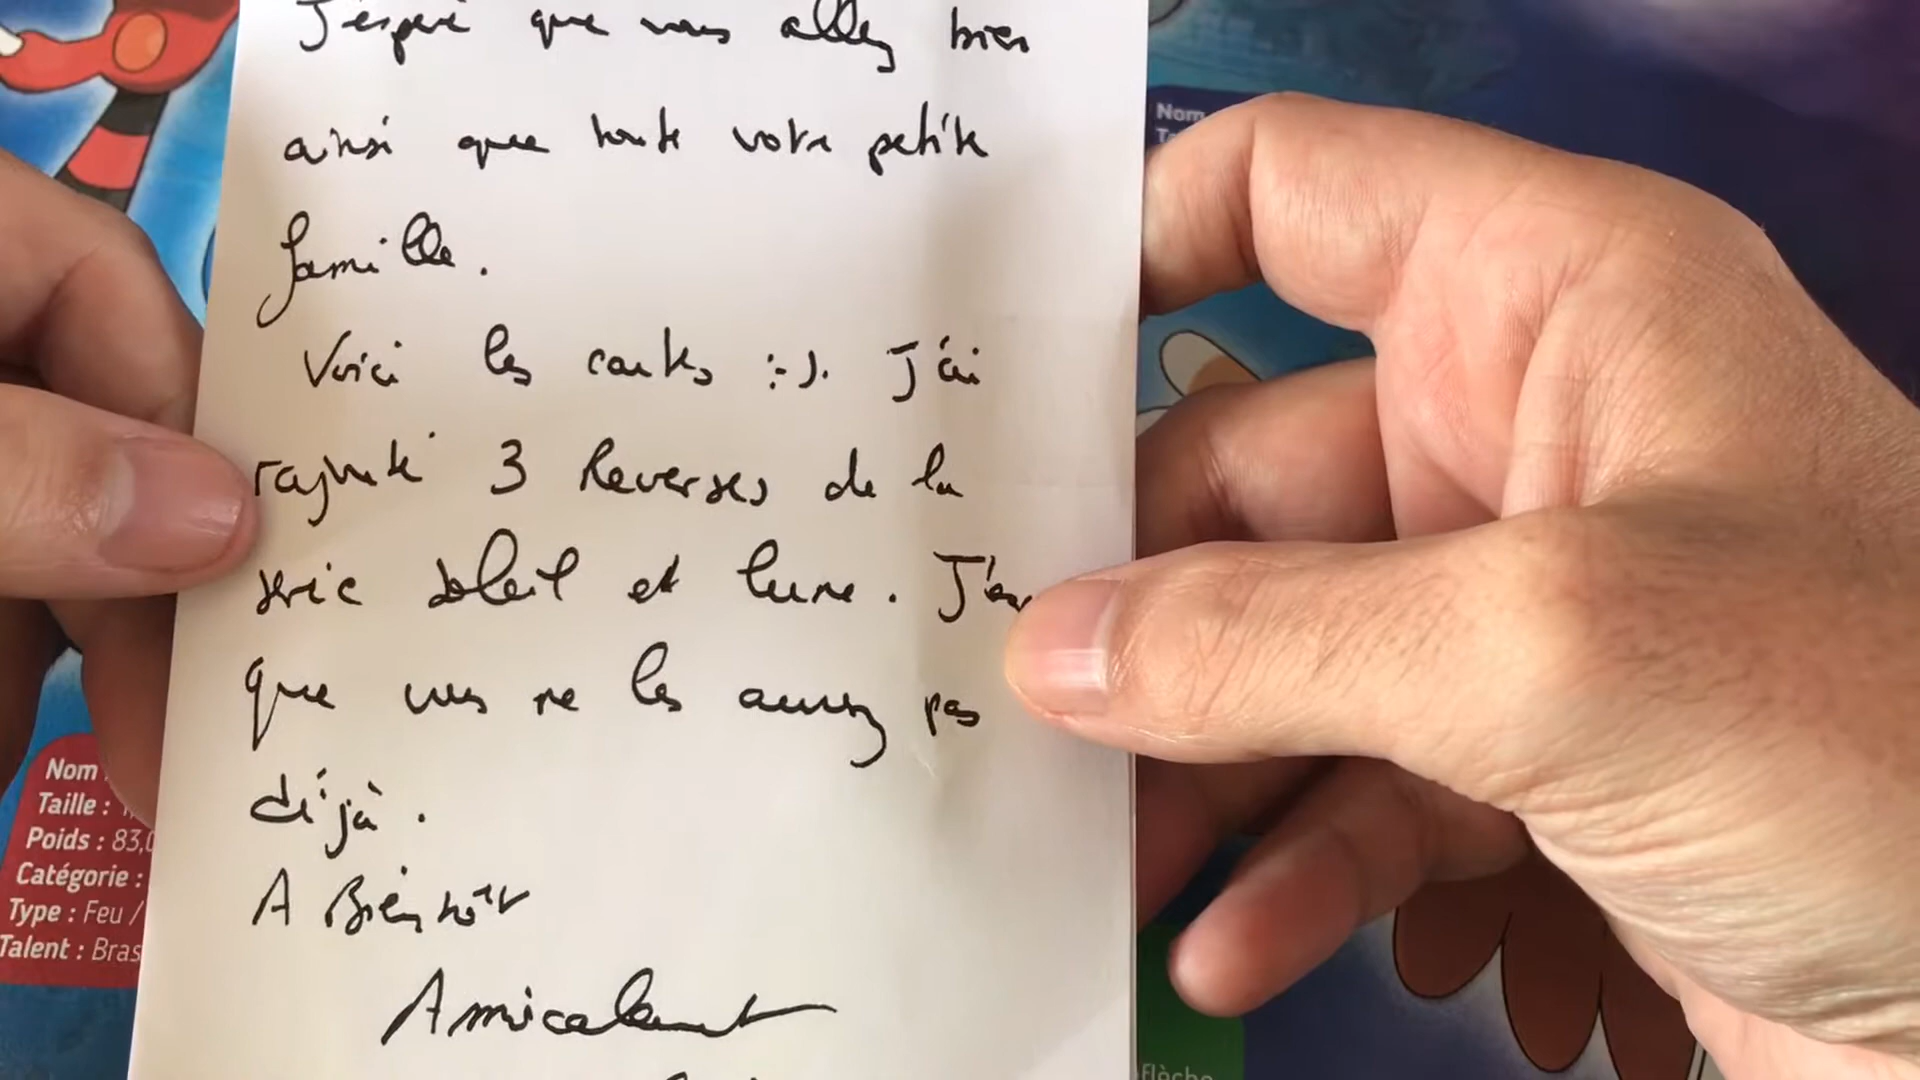 J'espère que vous allez bien
ainsi que toute votre petite
famille.
Voici les cartes :-). J'ai
rajouté 3 Reverses de la
série soleil et lune.
que vous ne les aurez pas
déjà.
A Bientôt
Amicalement
Nom
Nom
Taille :
Poids : 83,0
Catégorie :
Type : Feu /
Talent : Bras
flèche